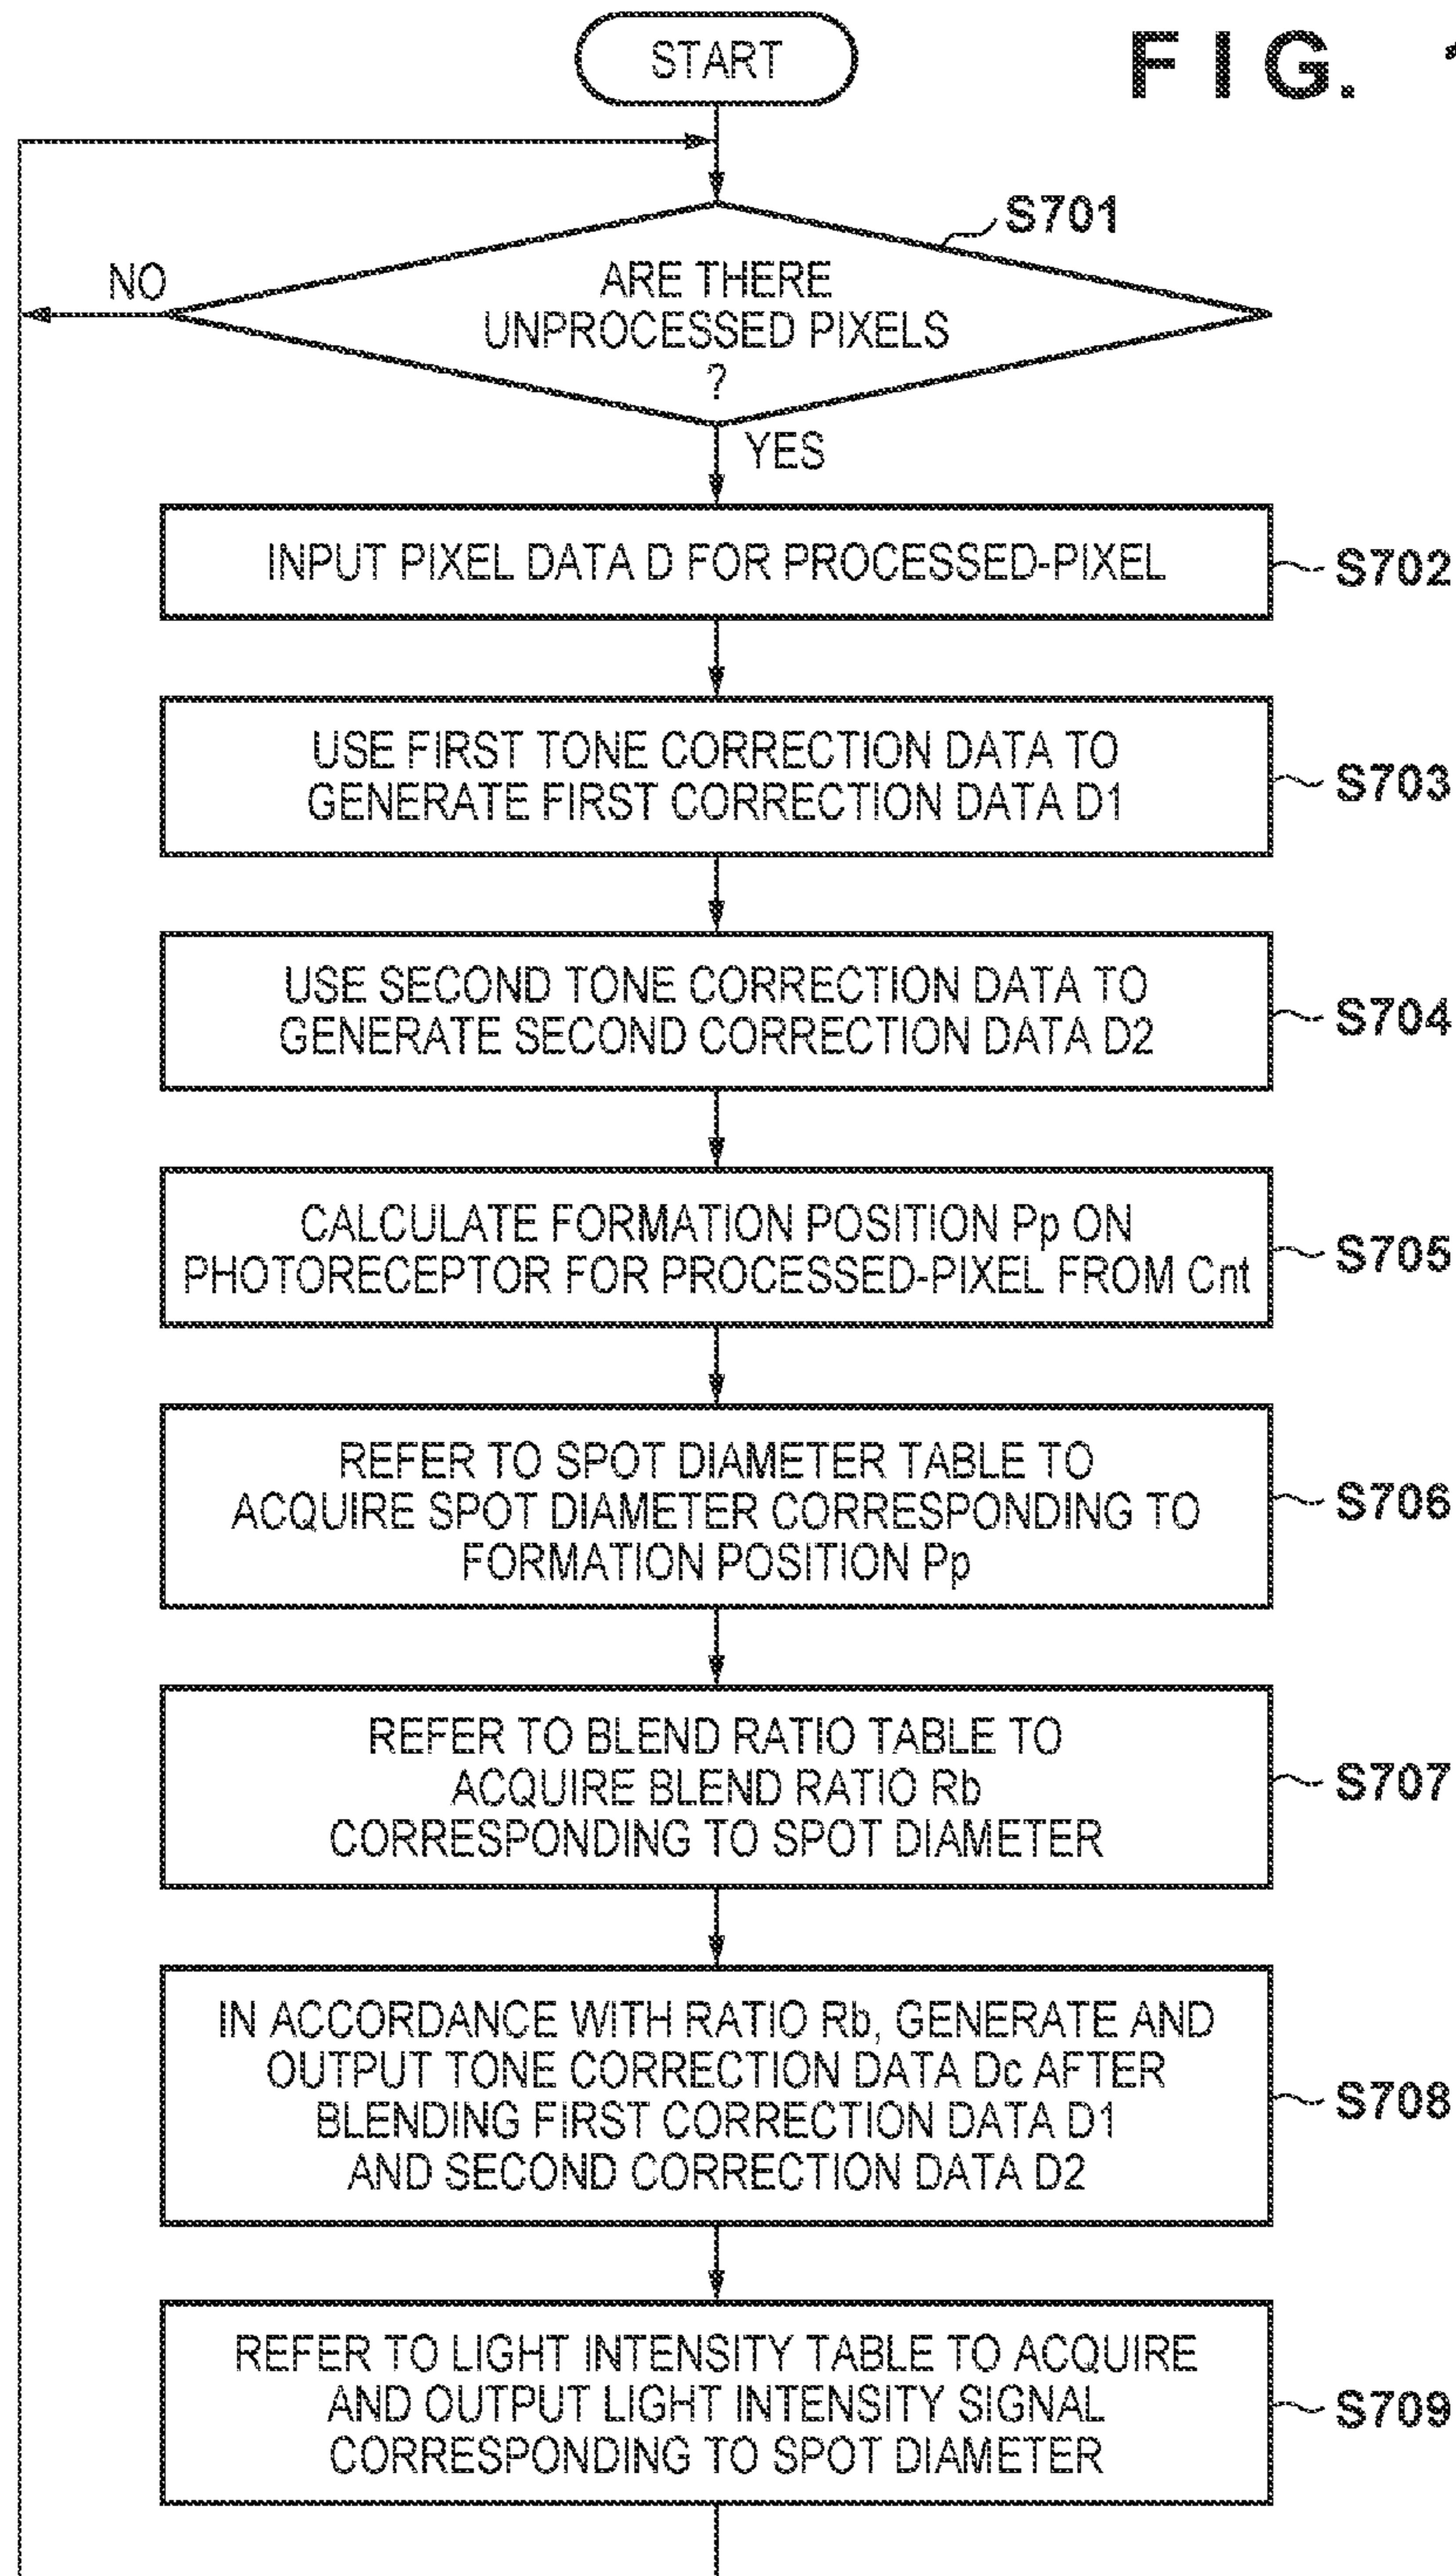 START
F I G.
S701
NO
ARE THERE
UNPROCESSED PIXELS
?
YES
INPUT PIXEL DATA D FOR PROCESSED-PIXEL
S702
USE FIRST TONE CORRECTION DATA TO
GENERATE FIRST CORRECTION DATA D1
S703
USE SECOND TONE CORRECTION DATA TO
GENERATE SECOND CORRECTION DATA D2
S704
CALCULATE FORMATION POSITION Pp ON
PHOTORECEPTOR FOR PROCESSED-PIXEL FROM Cnt
S705
REFER TO SPOT DIAMETER TABLE TO
ACQUIRE SPOT DIAMETER CORRESPONDING TO
FORMATION POSITION Pp
S706
REFER TO BLEND RATIO TABLE TO
ACQUIRE BLEND RATIO Rb
CORRESPONDING TO SPOT DIAMETER
S707
IN ACCORDANCE WITH RATIO Rb, GENERATE AND
OUTPUT TONE CORRECTION DATA Dc AFTER
BLENDING FIRST CORRECTION DATA D1
AND SECOND CORRECTION DATA D2
S708
REFER TO LIGHT INTENSITY TABLE TO ACQUIRE
AND OUTPUT LIGHT INTENSITY SIGNAL
CORRESPONDING TO SPOT DIAMETER
S709